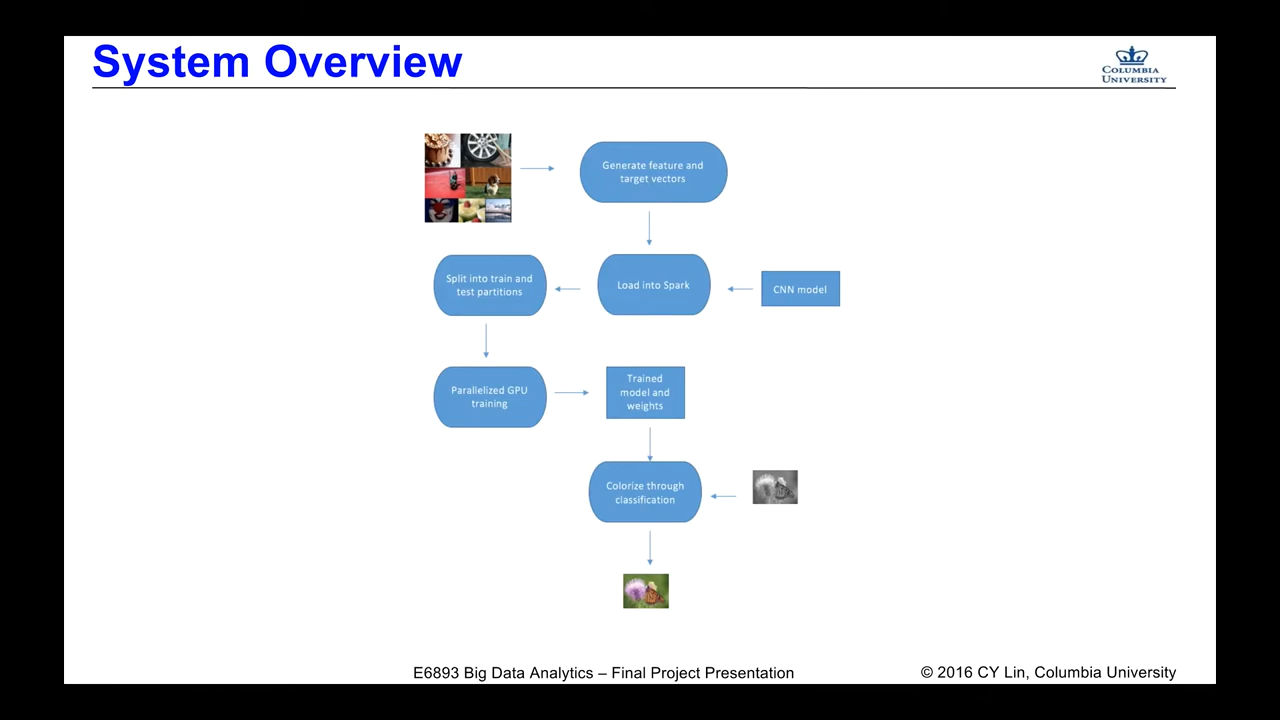 System Overview
COLUMBIA
UNIVERSITY
Generate feature and
target vectors
Split into train and
test partitions
Load into Spark
CNN model
Parallelized GPU
training
Trained
model and
weights
Colorize through
classification
E6893 Big Data Analytics – Final Project Presentation
© 2016 CY Lin, Columbia University